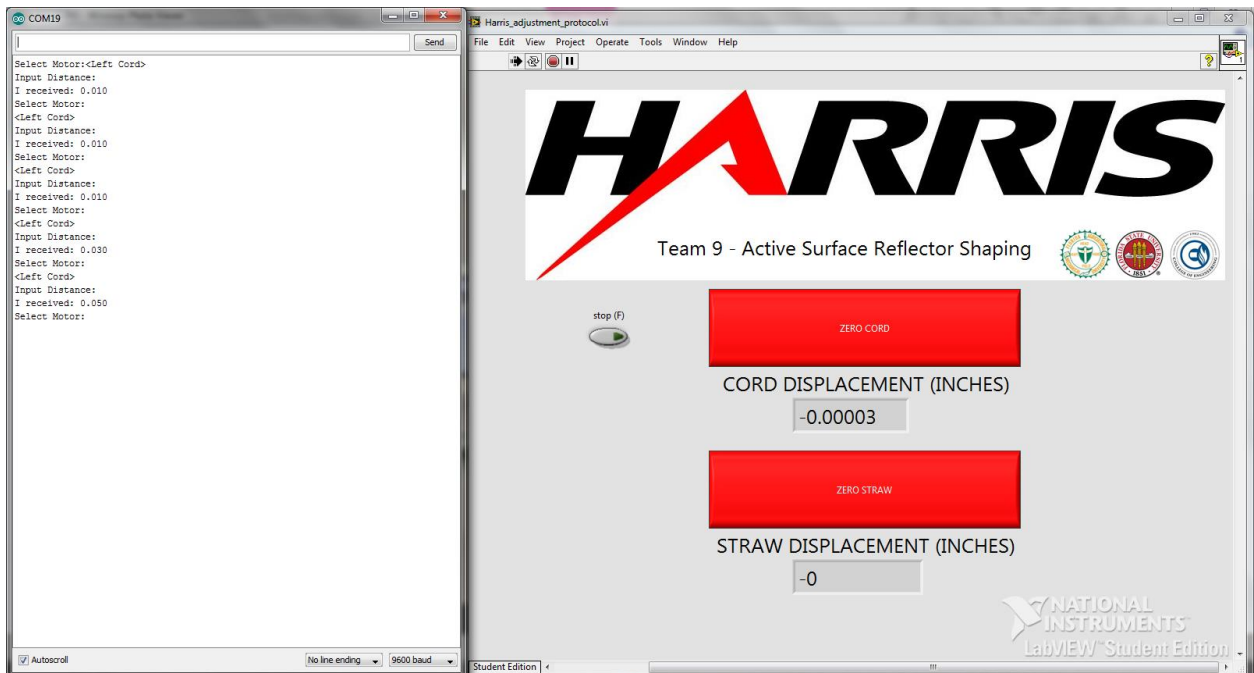 COM19
Send
Select Motor:<Left Cord>
Input Distance:
I received: 0.010
Select Motor:
<Left Cord>
Input Distance:
I received: 0.010
Select Motor:
<Left Cord>
Input Distance:
I received: 0.010
Select Motor:
<Left Cord>
Input Distance:
I received: 0.030
Select Motor:
<Left Cord>
Input Distance:
I received: 0.050
Select Motor:
Autoscroll
No line ending
9600 baud
Harris_adjustment_protocol.vi
File Edit View Project Operate Tools Window Help
HARRIS
Team 9 - Active Surface Reflector Shaping
stop (F)
ZERO CORD
CORD DISPLACEMENT (INCHES)
-0.00003
ZERO STRAW
STRAW DISPLACEMENT (INCHES)
-0
NATIONAL
INSTRUMENTS
LabVIEW™ Student Edition
Student Edition